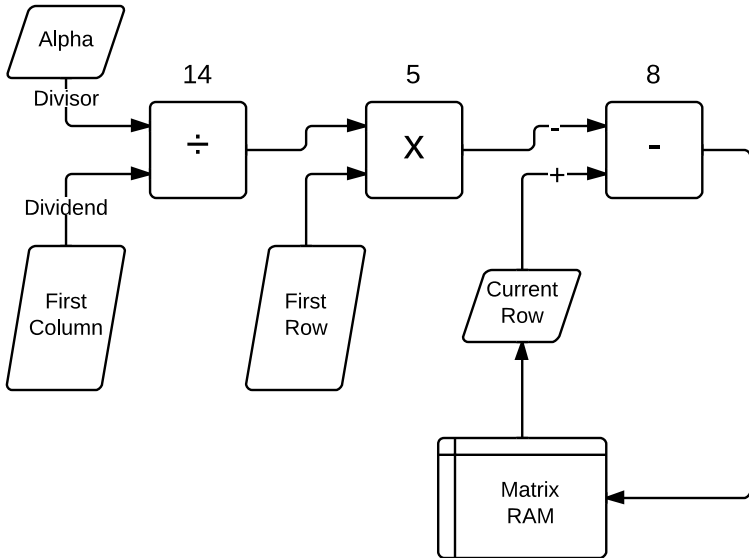 Alpha
14
5
8
Divisor
÷
X
-
-
+
Dividend
First
Column
First
Row
Current
Row
Matrix
RAM